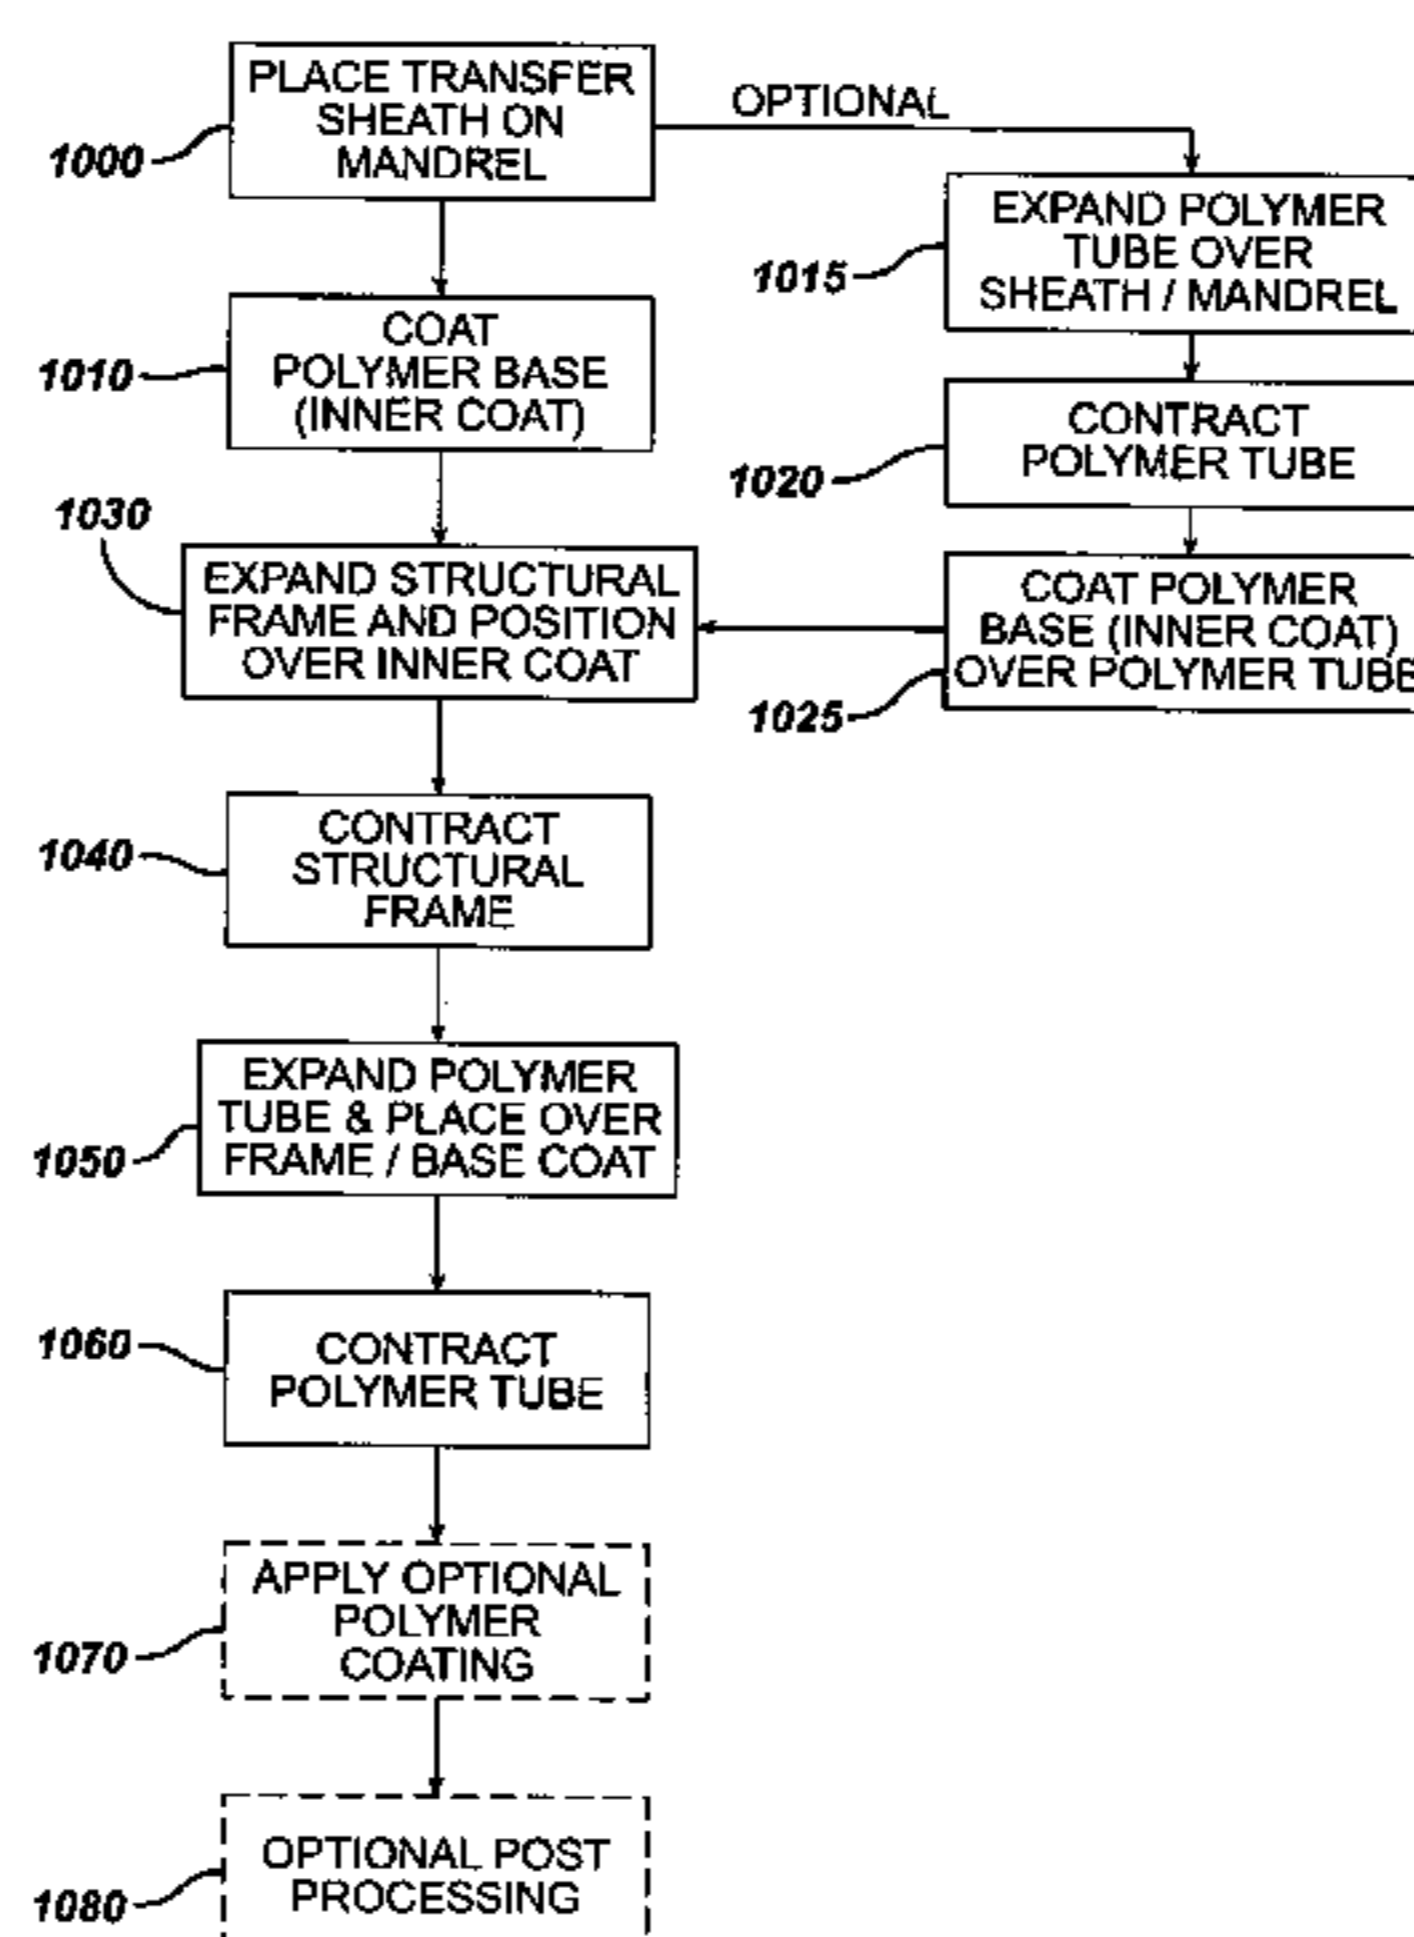 PLACE TRANSFER
SHEATH ON
MANDREL
1000
OPTIONAL
EXPAND POLYMER
TUBE OVER
SHEATH / MANDREL
1015
COAT
POLYMER BASE
(INNER COAT)
1010
CONTRACT
POLYMER TUBE
1020
1030
EXPAND STRUCTURAL
FRAME AND POSITION
OVER INNER COAT
COAT POLYMER
BASE (INNER COAT)
OVER POLYMER TUBE
1025
CONTRACT
STRUCTURAL
FRAME
1040
EXPAND POLYMER
TUBE & PLACE OVER
FRAME / BASE COAT
1050
CONTRACT
POLYMER TUBE
1060
APPLY OPTIONAL
POLYMER
COATING
1070
OPTIONAL POST
PROCESSING
1080